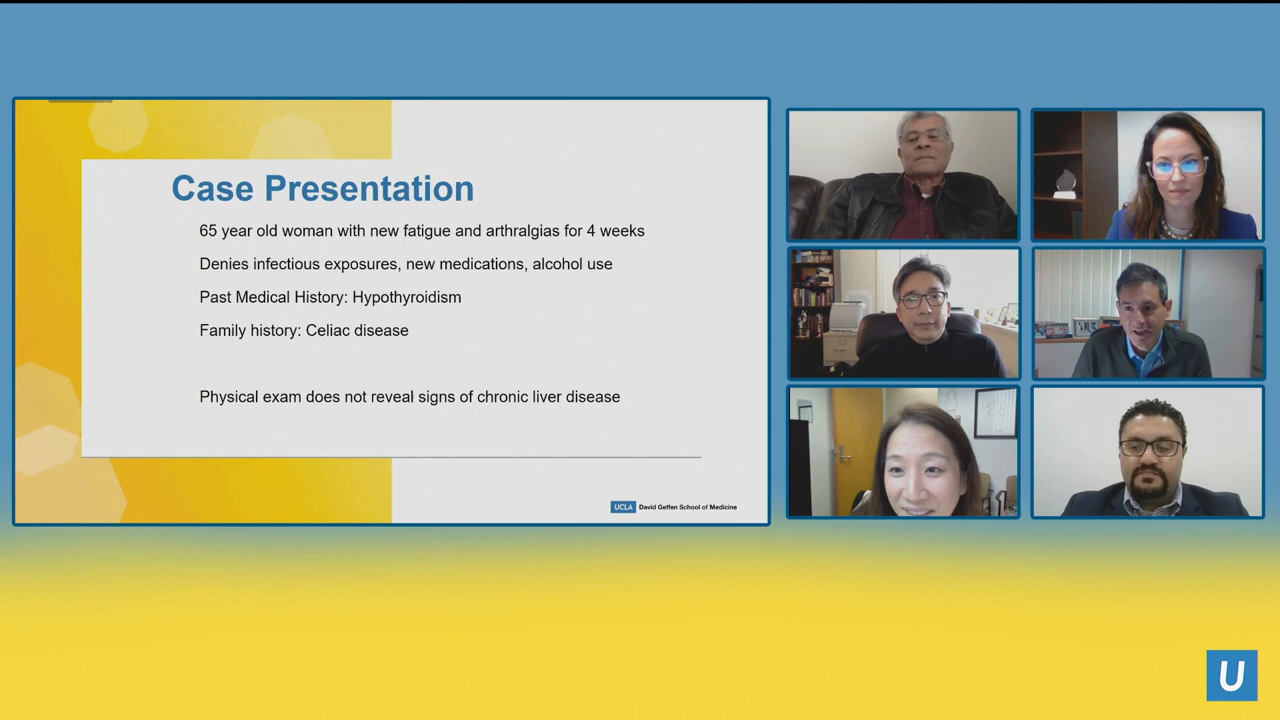 Case Presentation
65 year old woman with new fatigue and arthralgias for 4 weeks
Denies infectious exposures, new medications, alcohol use
Past Medical History: Hypothyroidism
Family history: Celiac disease
Physical exam does not reveal signs of chronic liver disease
UCLA David Geffen School of Medicine
U